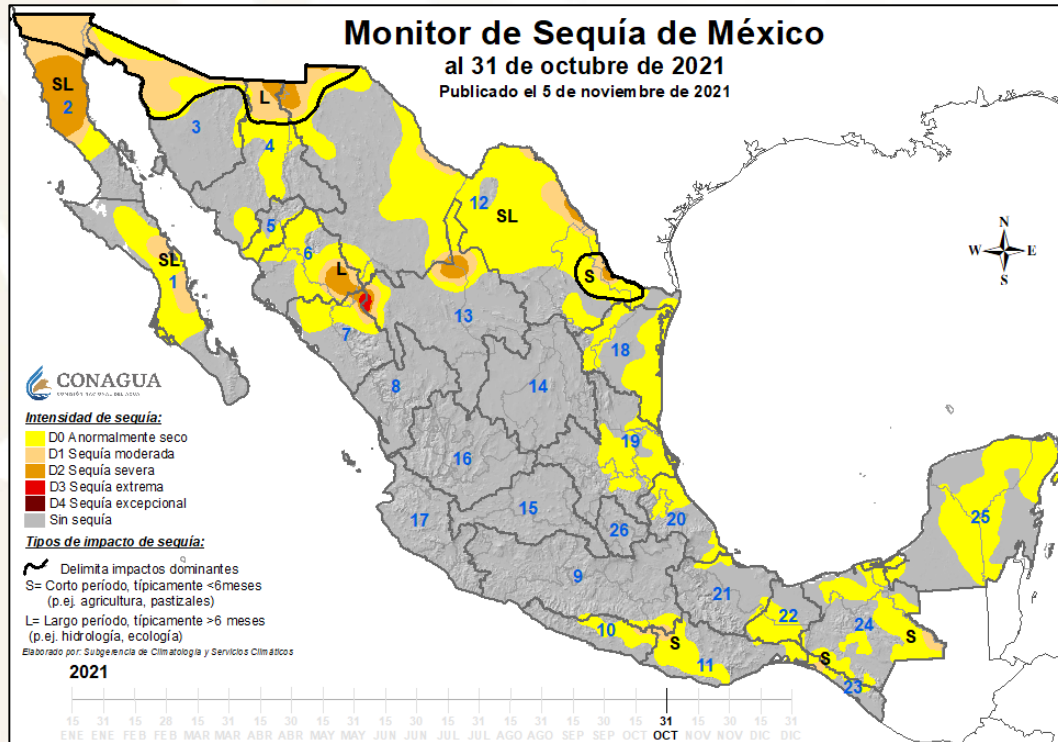 Monitor de Sequía de México
al 31 de octubre de 2021
Publicado el 5 de noviembre de 2021
SL
2
3
L
4
12
SL
5
6
L
S
SL
1
7
13
18
8
14
19
16
15
26
20
17
25
9
21
22
24
10
S
11
S
S
23
N
W E
S
CONAGUA
COMISIÓN NACIONAL DEL AGUA
Intensidad de sequía:
D0 Anormalmente seco
D1 Sequía moderada
D2 Sequía severa
D3 Sequía extrema
D4 Sequía excepcional
Sin sequía
Tipos de impacto de sequía:
Delimita impactos dominantes
S= Corto período, típicamente <6meses
(p.ej. agricultura, pastizales)
L= Largo período, típicamente >6 meses
(p.ej. hidrología, ecología)
Elaborado por: Subgerencia de Climatología y Servicios Climáticos
2021
15 31 15 28 15 31 15 30 15 31 15 30 15 31 15 31 15 30 15 31 15 30 15 31
ENE ENE FEB FEB MAR MAR ABR ABR MAY MAY JUN JUN JUL JUL AGO AGO SEP SEP OCT OCT NOV NOV DIC DIC